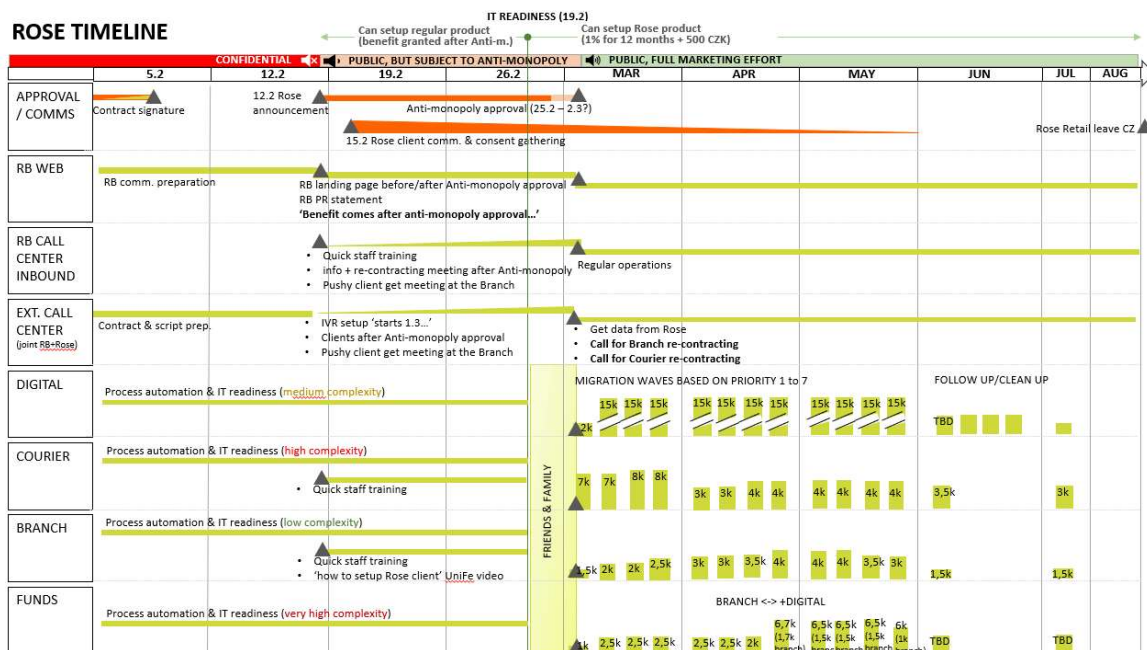 IT READINESS (19.2)
ROSE TIMELINE
Can setup regular product
(benefit granted after Anti-m.)
Can setup Rose product
(1% for 12 months + 500 CZK)
CONFIDENTIAL
PUBLIC, BUT SUBJECT TO ANTI-MONOPOLY
PUBLIC, FULL MARKETING EFFORT
5.2 12.2 19.2 26.2 MAR APR MAY JUN JUL AUG
APPROVAL
/ COMMS
Contract signature
12.2 Rose
announcement
Anti-monopoly approval (25.2 – 2.3?)
15.2 Rose client comm. & consent gathering
Rose Retail leave CZ
RB WEB
RB comm. preparation
RB landing page before/after Anti-monopoly approval
RB PR statement
‘Benefit comes after anti-monopoly approval…’
RB CALL
CENTER
INBOUND
• Quick staff training
• info + re-contracting meeting after Anti-monopoly
• Pushy client get meeting at the Branch
Regular operations
EXT. CALL
CENTER
(joint RB+Rose)
Contract & script prep.
• IVR setup ‘starts 1.3…’
• Clients after Anti-monopoly approval
• Pushy client get meeting at the Branch
• Get data from Rose
• Call for Branch re-contracting
• Call for Courier re-contracting
DIGITAL
Process automation & IT readiness (medium complexity)
MIGRATION WAVES BASED ON PRIORITY 1 to 7
FOLLOW UP/CLEAN UP
2k 15k 15k 15k 15k 15k 15k 15k 15k 15k 15k 15k TBD
COURIER
Process automation & IT readiness (high complexity)
• Quick staff training
7k 7k 8k 8k 3k 3k 4k 4k 4k 4k 4k 4k 3,5k 3k
FRIENDS & FAMILY
BRANCH
Process automation & IT readiness (low complexity)
• Quick staff training
• ‘how to setup Rose client’ UniFe video
1,5k 2k 2k 2,5k 3k 3k 3,5k 4k 4k 4k 3,5k 3k 1,5k 1,5k
FUNDS
Process automation & IT readiness (very high complexity)
BRANCH <-> +DIGITAL
2,5k 2,5k 2,5k 2,5k 2,5k 2k 6,7k 6,5k 6,5k 6,5k 6k TBD TBD
(1,7k (1,5k (1,5k (1,5k (1k